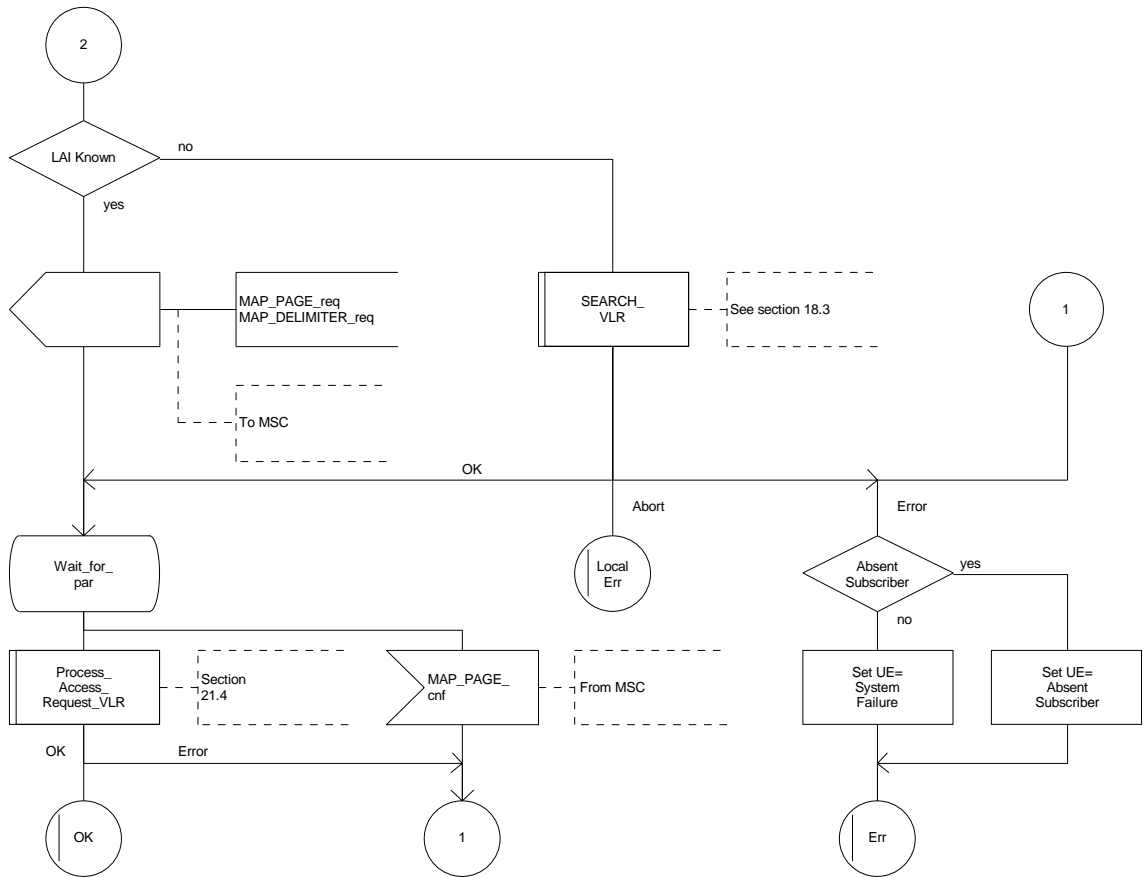 2
LAI Known
no
yes
MAP_PAGE_req
MAP_DELIMITER_req
SEARCH_
VLR
See section 18.3
1
To MSC
OK
Abort
Error
Wait_for_
par
Local
Err
Absent
Subscriber
yes
no
Process_
Access_
Request_VLR
Section
21.4
MAP_PAGE_
cnf
From MSC
Set UE=
System
Failure
Set UE=
Absent
Subscriber
OK
Error
OK
1
Err